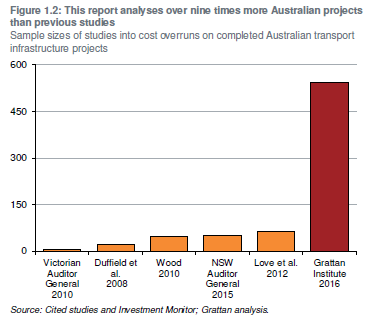 Figure 1.2: This report analyses over nine times more Australian projects
than previous studies
Sample sizes of studies into cost overruns on completed Australian transport
infrastructure projects
600
450
300
150
0
Victorian
Auditor
General
2010
Duffield et
al.
2008
Wood
2010
NSW
Auditor
General
2015
Love et al.
2012
Grattan
Institute
2016
Source: Cited studies and Investment Monitor; Grattan analysis.